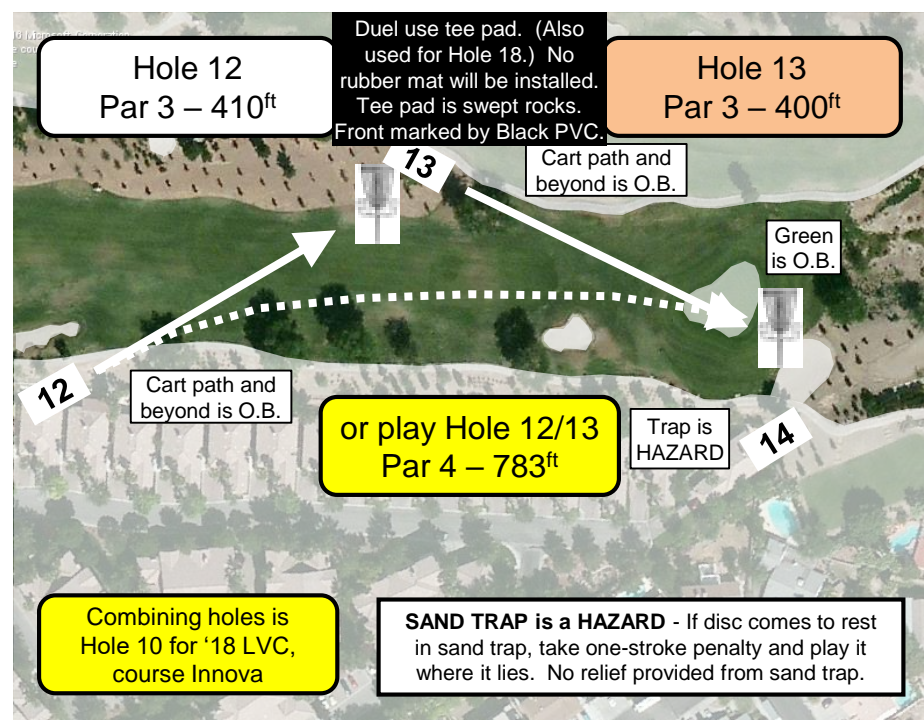 Duel use tee pad. (Also
used for Hole 18.) No
rubber mat will be installed.
Tee pad is swept rocks.
Front marked by Black PVC.
Hole 12
Par 3 – 410ft
Hole 13
Par 3 – 400ft
13
Cart path and
beyond is O.B.
Green
is O.B.
12
Cart path and
beyond is O.B.
or play Hole 12/13
Par 4 – 783ft
Trap is
HAZARD
14
Combining holes is
Hole 10 for ‘18 LVC,
course Innova
SAND TRAP is a HAZARD - If disc comes to rest
in sand trap, take one-stroke penalty and play it
where it lies. No relief provided from sand trap.